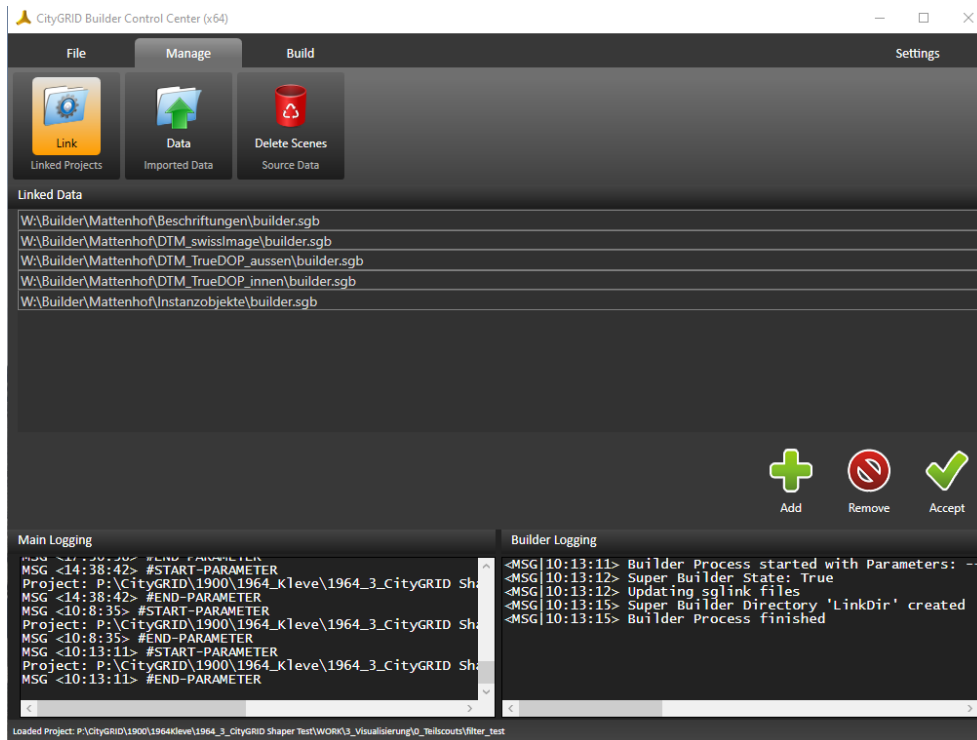 CityGRID Builder Control Center (x64)
File Manage Build Settings
Link Data Delete Scenes
Linked Projects Imported Data Source Data
Linked Data
W:\Builder\Mattenhof\Beschriftungen\builder.sgb
W:\Builder\Mattenhof\DTM_swissImage\builder.sgb
W:\Builder\Mattenhof\DTM_TrueDOP_aussen\builder.sgb
W:\Builder\Mattenhof\DTM_TrueDOP_innen\builder.sgb
W:\Builder\Mattenhof\Instanzobjekte\builder.sgb
Add Remove Accept
Main Logging
MSG <17:30:38> #END-PARAMETER
MSG <14:38:42> #START-PARAMETER
Project: P:\CityGRID\1900\1964_Kleve\1964_3_CityGRID Sha
MSG <14:38:42> #END-PARAMETER
MSG <10:8:35> #START-PARAMETER
Project: P:\CityGRID\1900\1964_Kleve\1964_3_CityGRID Sha
MSG <10:8:35> #END-PARAMETER
MSG <10:13:11> #START-PARAMETER
Project: P:\CityGRID\1900\1964_Kleve\1964_3_CityGRID Sha
MSG <10:13:11> #END-PARAMETER
Builder Logging
<MSG|10:13:11> Builder Process started with Parameters: --
<MSG|10:13:12> Super Builder State: True
<MSG|10:13:12> Updating sglink files
<MSG|10:13:15> Super Builder Directory 'LinkDir' created
<MSG|10:13:15> Builder Process finished
Loaded Project: P:\CityGRID\1900\1964Kleve\1964_3_CityGRID Shaper Test\WORK\3_Visualisierung\0_Teilscouts\filter_test